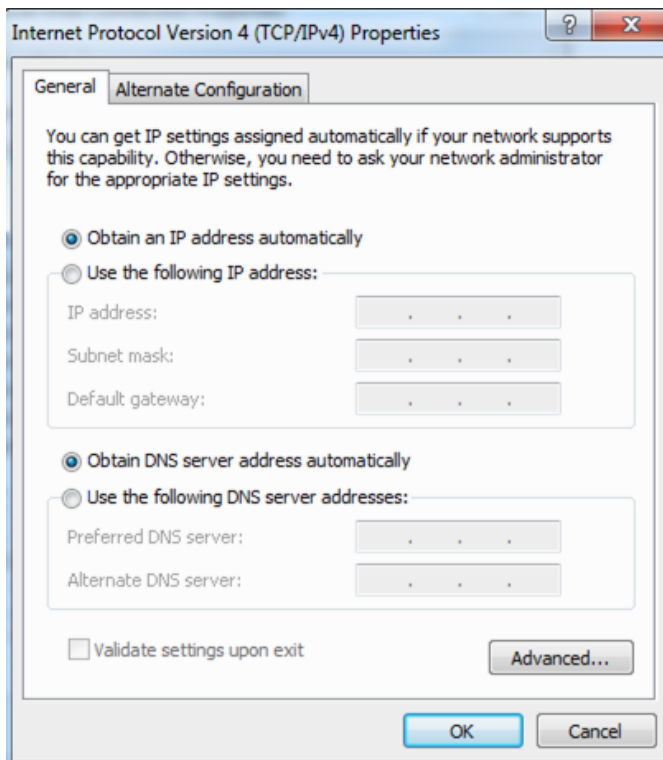 Internet Protocol Version 4 (TCP/IPv4) Properties
General
Alternate Configuration
You can get IP settings assigned automatically if your network supports
this capability. Otherwise, you need to ask your network administrator
for the appropriate IP settings.
Obtain an IP address automatically
Use the following IP address:
IP address:
Subnet mask:
Default gateway:
Obtain DNS server address automatically
Use the following DNS server addresses:
Preferred DNS server:
Alternate DNS server:
Validate settings upon exit
Advanced...
OK
Cancel